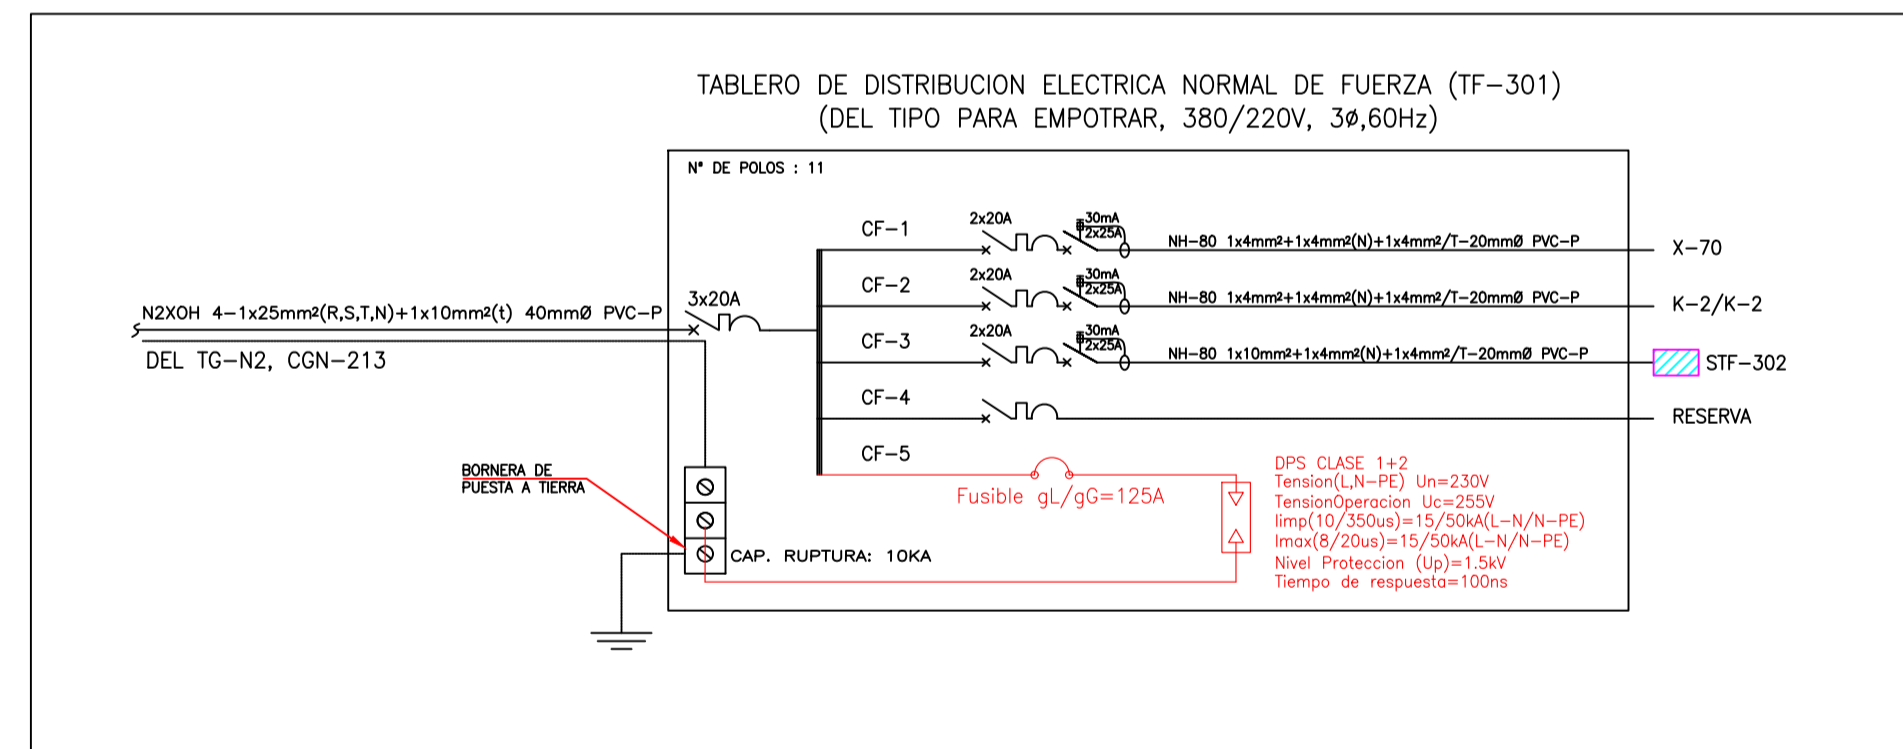 TABLERO DE DISTRIBUCION ELECTRICA NORMAL DE FUERZA (TF-301)
(DEL TIPO PARA EMPOTRAR, 380/220V, 3ø,60Hz)
N° DE POLOS : 11
N2XOH 4-1x25mm²(R,S,T,N)+1x10mm²(t) 40mmØ PVC-P
DEL TG-N2, CGN-213
3x20A
CF-1
2x20A
30mA
2x25A
NH-80 1x4mm²+1x4mm²(N)+1x4mm²/T-20mmØ PVC-P
X-70
CF-2
2x20A
30mA
2x25A
NH-80 1x4mm²+1x4mm²(N)+1x4mm²/T-20mmØ PVC-P
K-2/K-2
CF-3
2x20A
30mA
2x25A
NH-80 1x10mm²+1x4mm²(N)+1x4mm²/T-20mmØ PVC-P
STF-302
CF-4
RESERVA
CF-5
Fusible gL/gG=125A
DPS CLASE 1+2
Tension(L,N-PE) Un=230V
TensionOperacion Uc=255V
Iimp(10/350us)=15/50kA(L-N/N-PE)
Imax(8/20us)=15/50kA(L-N/N-PE)
Nivel Proteccion (Up)=1.5kV
Tiempo de respuesta=100ns
BORNERA DE
PUESTA A TIERRA
CAP. RUPTURA: 10KA